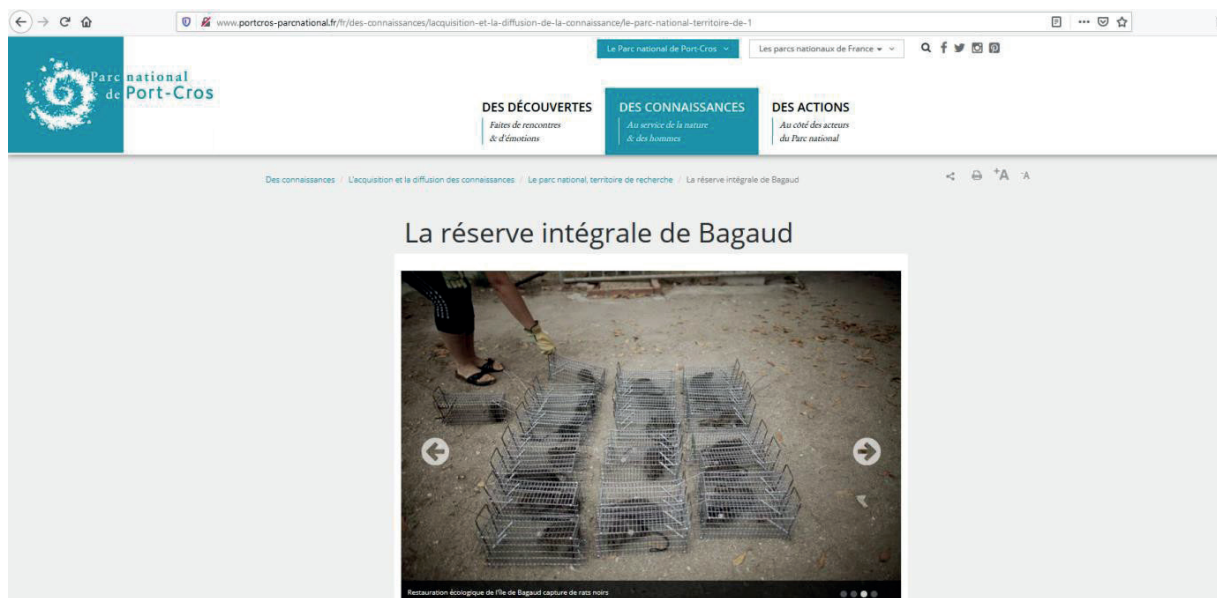 www.portcros-parcnational.fr/fr/des-connaissances/lacquisition-et-la-diffusion-de-la-connaissance/le-parc-national-territoire-de-1
Le Parc national de Port-Cros
Les parcs nationaux de France
Parc national
de Port-Cros
DES DÉCOUVERTES
Faites de rencontres
& d'émotions
DES CONNAISSANCES
Au service de la nature
& des hommes
DES ACTIONS
Au côté des acteurs
du Parc national
Des connaissances / L'acquisition et la diffusion des connaissances / Le parc national, territoire de recherche / La réserve intégrale de Bagaud
+A -A
La réserve intégrale de Bagaud
Restauration écologique de l'île de Bagaud capture de rats noirs